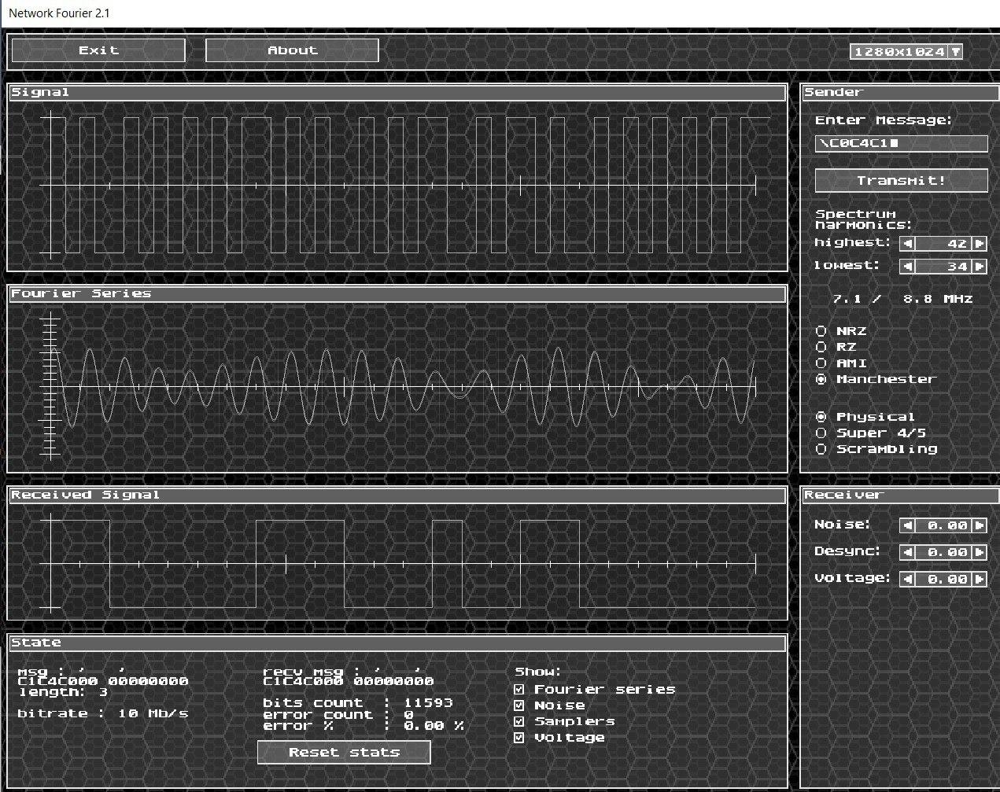 Network Fourier 2.1
Exit
About
1280x1024
Signal
Sender
Enter Message:
\C0C4C1
Transmit!
Spectrum
harmonics:
highest: 42
lowest: 34
7.1 / 8.8 MHz
NRZ
RZ
AMI
Manchester
Physical
Super 4/5
Scrambling
Fourier Series
Received Signal
Receiver
Noise: 0.00
Desync: 0.00
Voltage: 0.00
State
msg : ,    ,
C1C4C000 00000000
length: 3
bitrate : 10 Mb/s
recv msg : ,    ,
C1C4C000 00000000
bits count : 11593
error count : 0
error % : 0.00 %
Reset stats
Show:
Fourier series
Noise
Samplers
Voltage